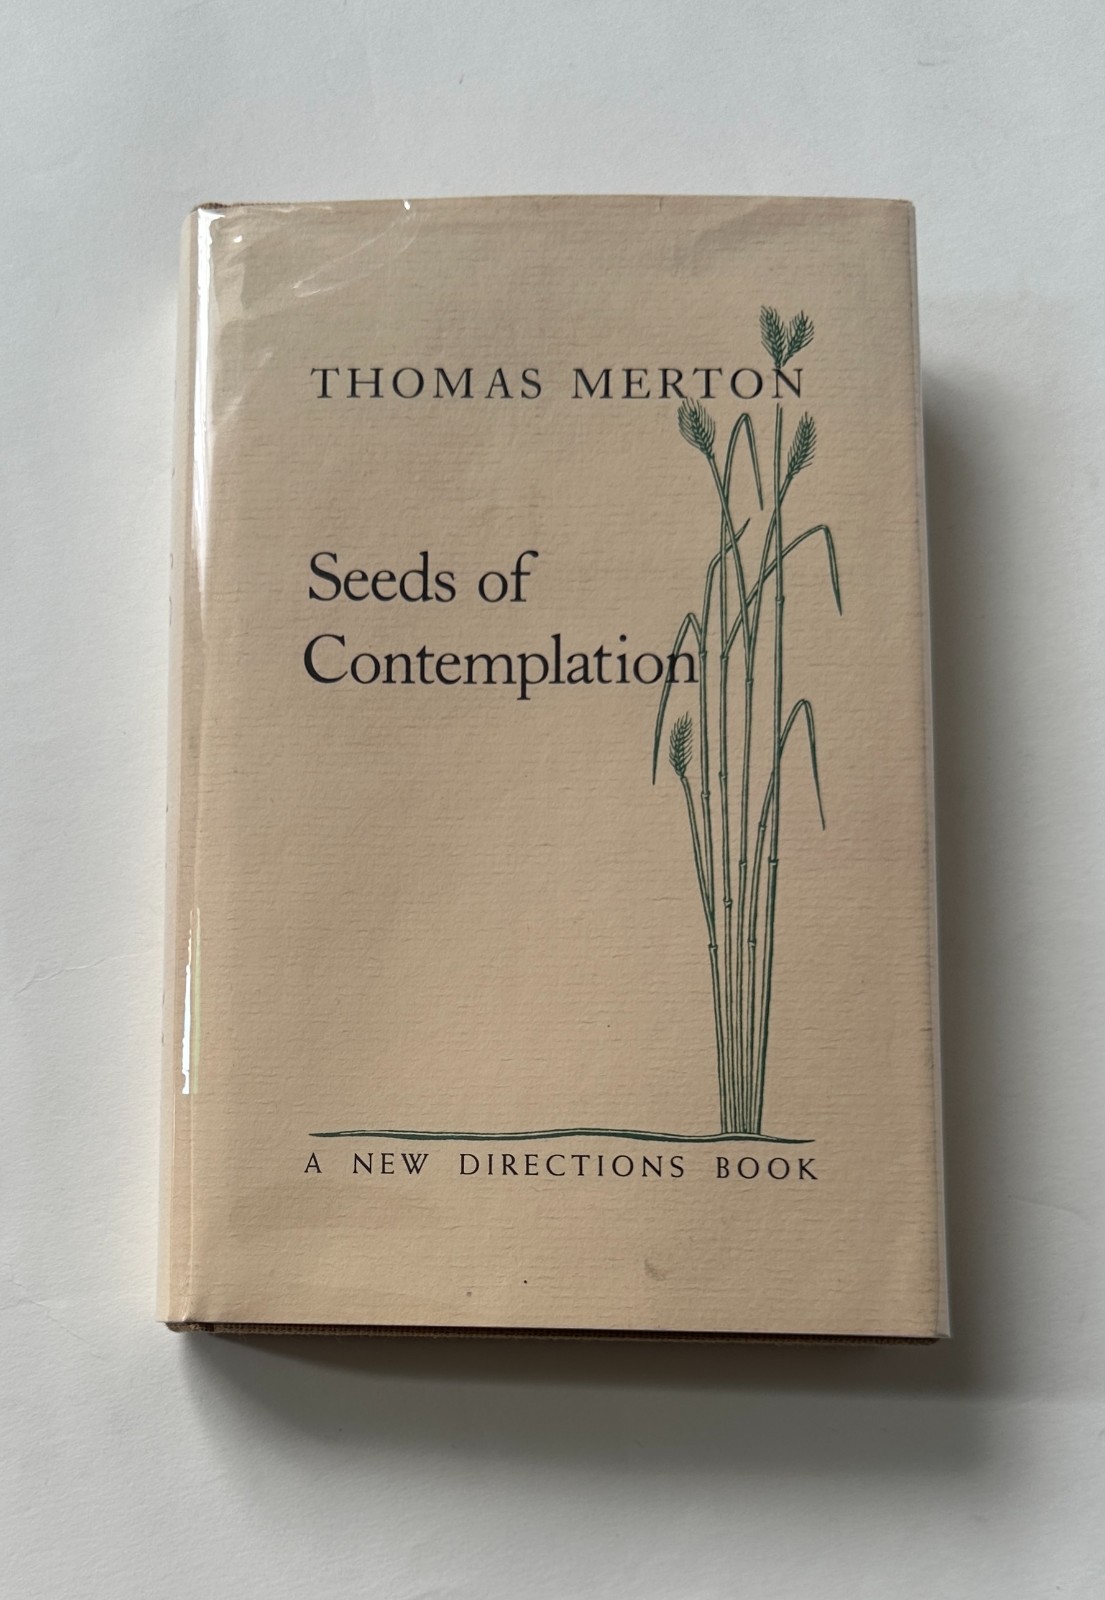 THOMAS MERTON
Seeds of
Contemplation
A NEW DIRECTIONS BOOK